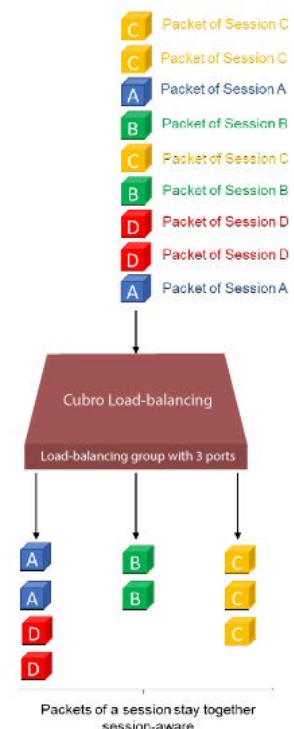 C Packet of Session C
C Packet of Session C
A Packet of Session A
B Packet of Session B
C Packet of Session C
B Packet of Session B
D Packet of Session D
D Packet of Session D
A Packet of Session A
Cubro Load-balancing
Load-balancing group with 3 ports
A B C
A B C
D C
D
Packets of a session stay together
session-aware